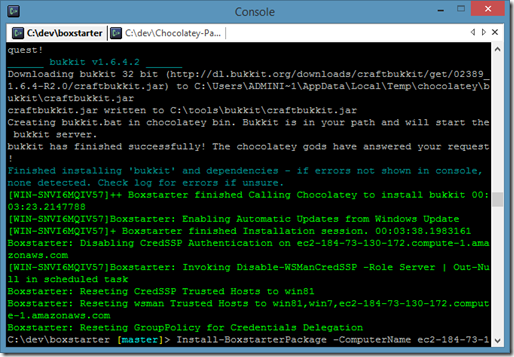 Console
C:\dev\boxstarter
C:\dev\Chocolatey-Pa...
quest!
______ bukkit v1.6.4.2 ______
Downloading bukkit 32 bit (http://dl.bukkit.org/downloads/craftbukkit/get/02389_
1.6.4-R2.0/craftbukkit.jar) to C:\Users\ADMINI~1\AppData\Local\Temp\chocolatey\b
ukkit\craftbukkit.jar
craftbukkit.jar written to C:\tools\bukkit\craftbukkit.jar
Creating bukkit.bat in chocolatey bin. Bukkit is in your path and will start the
bukkit server.
bukkit has finished successfully! The chocolatey gods have answered your request
!
Finished installing 'bukkit' and dependencies - if errors not shown in console,
none detected. Check log for errors if unsure.
[WIN-SNVI6MQIV57]++ Boxstarter finished Calling Chocolatey to install bukkit 00:
03:23.2147788
[WIN-SNVI6MQIV57]Boxstarter: Enabling Automatic Updates from Windows Update
[WIN-SNVI6MQIV57]+ Boxstarter finished Installation session. 00:03:38.1983161
Boxstarter: Disabling CredSSP Authentication on ec2-184-73-130-172.compute-1.ama
zonaws.com
[WIN-SNVI6MQIV57]Boxstarter: Invoking Disable-WSManCredSSP -Role Server | Out-Nu
ll in scheduled task
Boxstarter: Reseting CredSSP Trusted Hosts to win81
Boxstarter: Reseting wsman Trusted Hosts to win81,win7,ec2-184-73-130-172.comput
e-1.amazonaws.com
Boxstarter: Reseting GroupPolicy for Credentials Delegation
C:\dev\boxstarter [master]> Install-BoxstarterPackage -ComputerName ec2-184-73-1